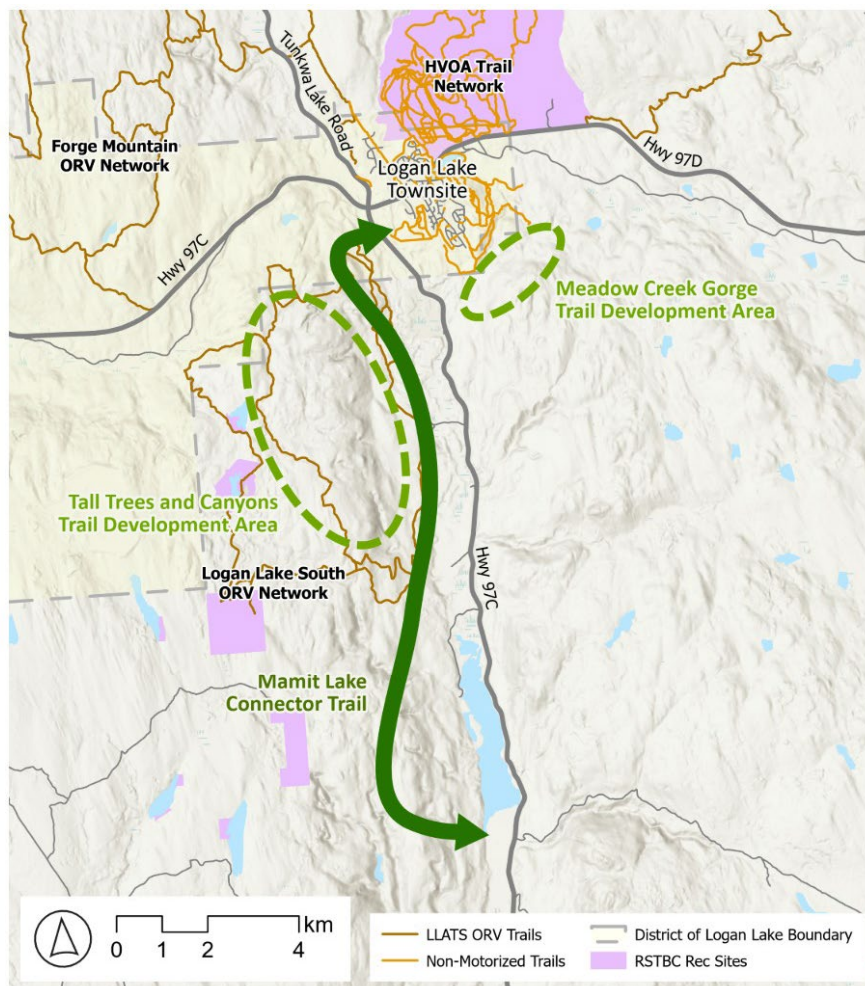 HVOA Trail
Network
Tunkwa Lake Road
Forge Mountain
ORV Network
Hwy 97D
Logan Lake
Townsite
Hwy 97C
Meadow Creek Gorge
Trail Development Area
Tall Trees and Canyons
Trail Development Area
Logan Lake South
ORV Network
Hwy 97C
Mamit Lake
Connector Trail
km
0 1 2 4
LLATS ORV Trails
Non-Motorized Trails
District of Logan Lake Boundary
RSTBC Rec Sites